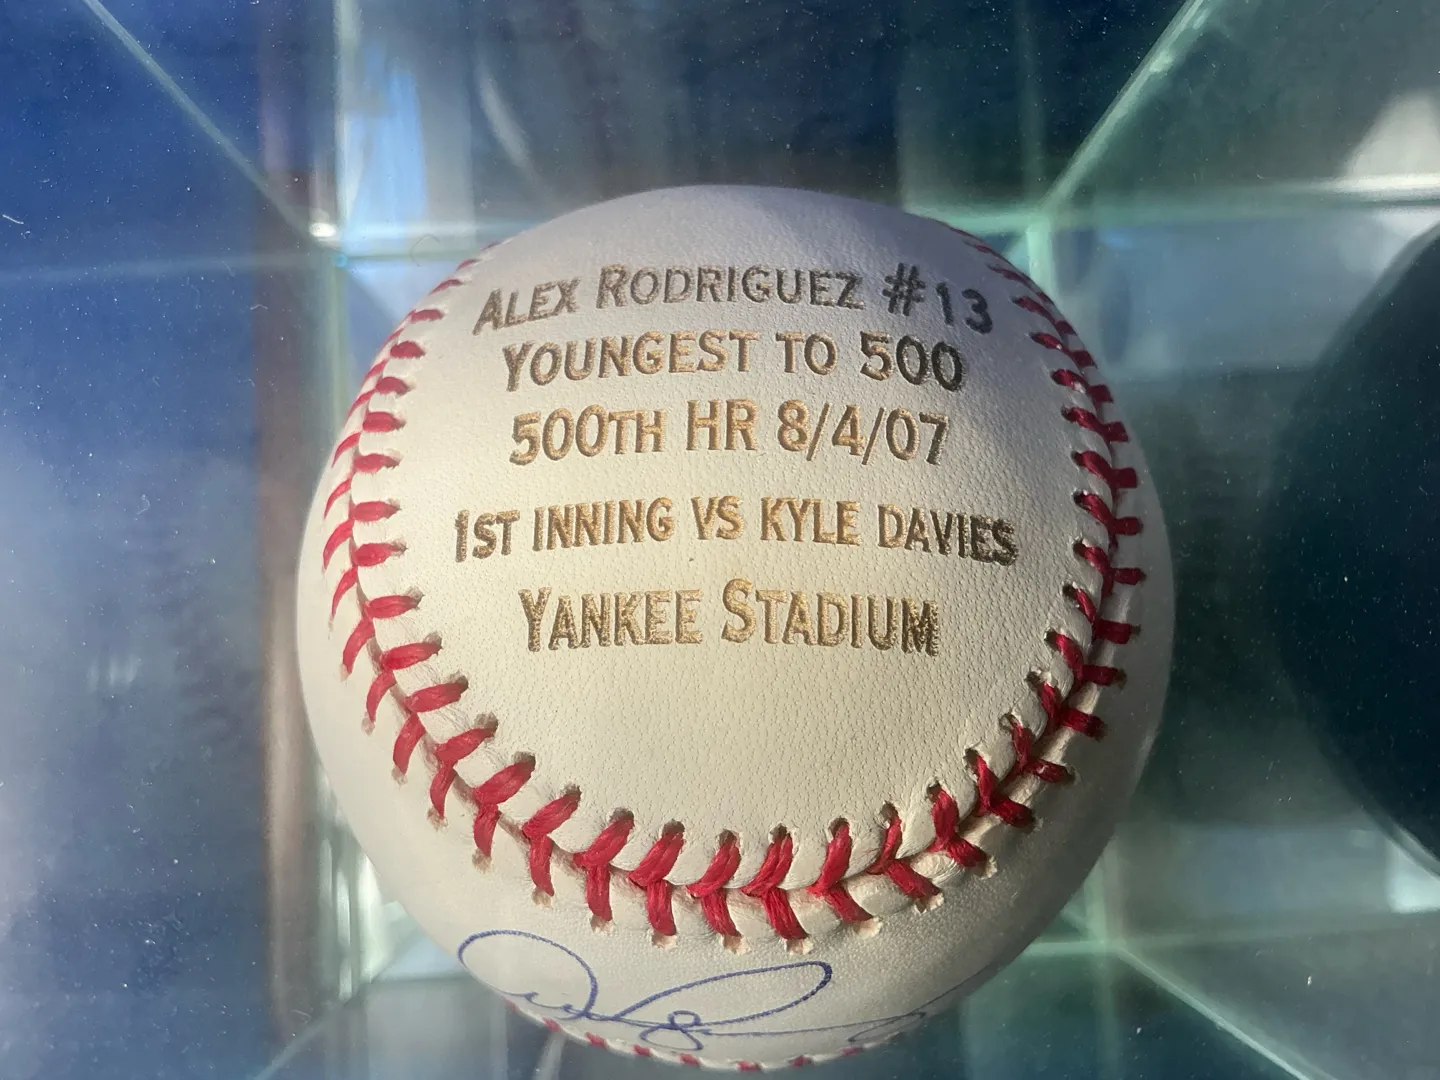 ALEX RODRIGUEZ #13
YOUNGEST TO 500
500TH HR 8/4/07
1ST INNING VS KYLE DAVIES
YANKEE STADIUM